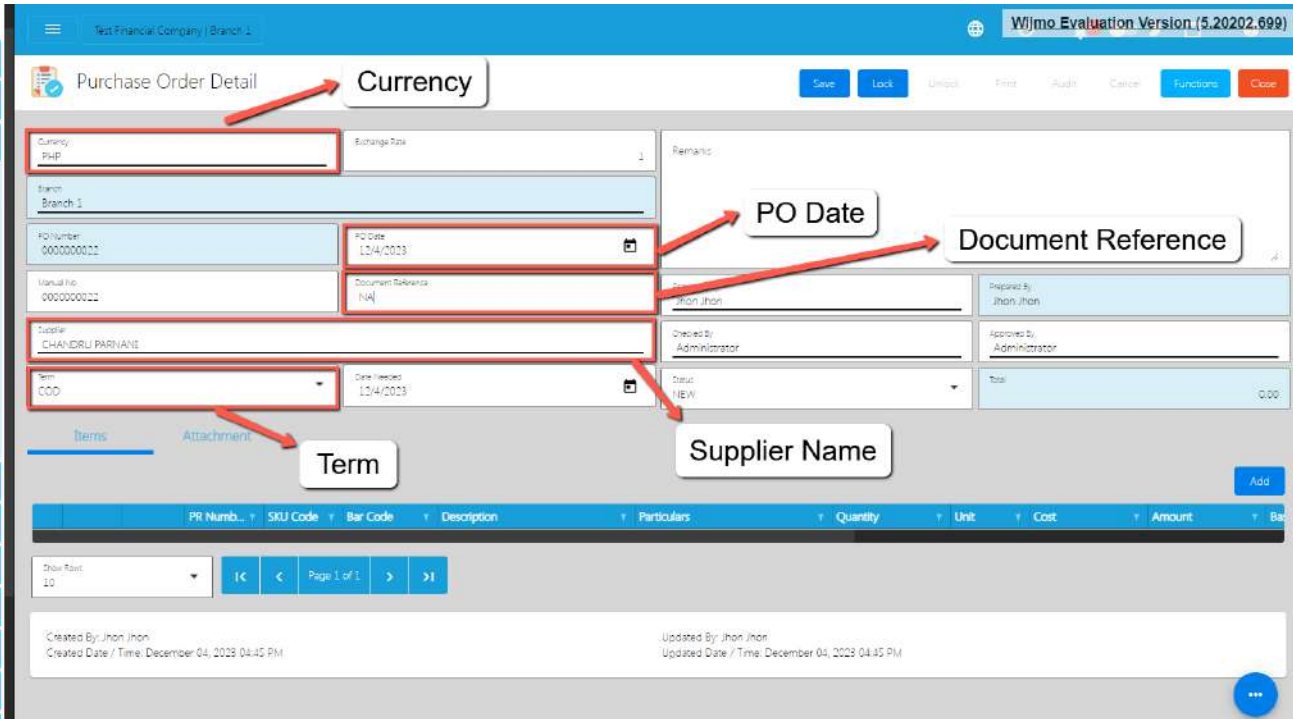 Test Financial Company | Branch 1
Wijmo Evaluation Version (5.20202.699)
Purchase Order Detail
Currency
Save
Lock
Unlock
Print
Audit
Cancel
Functions
Close
Currency
PHP
Exchange Rate
1
Remarks
Branch
Branch 1
PO Date
PO Number
0000000022
PO Date
12/4/2023
Document Reference
Manual No
0000000022
Document Reference
NA
Jhon Jhon
Prepared By
Jhon Jhon
Supplier
CHANDRU PARNANI
Checked By
Administrator
Approved By
Administrator
Term
COD
Date Needed
12/4/2023
Status
NEW
Total
0.00
Items
Attachment
Term
Supplier Name
Add
PR Numb...
SKU Code
Bar Code
Description
Particulars
Quantity
Unit
Cost
Amount
Bas
Show Rows
10
Page 1 of 1
Created By: Jhon Jhon
Created Date / Time: December 04, 2023 04:45 PM
Updated By: Jhon Jhon
Updated Date / Time: December 04, 2023 04:45 PM